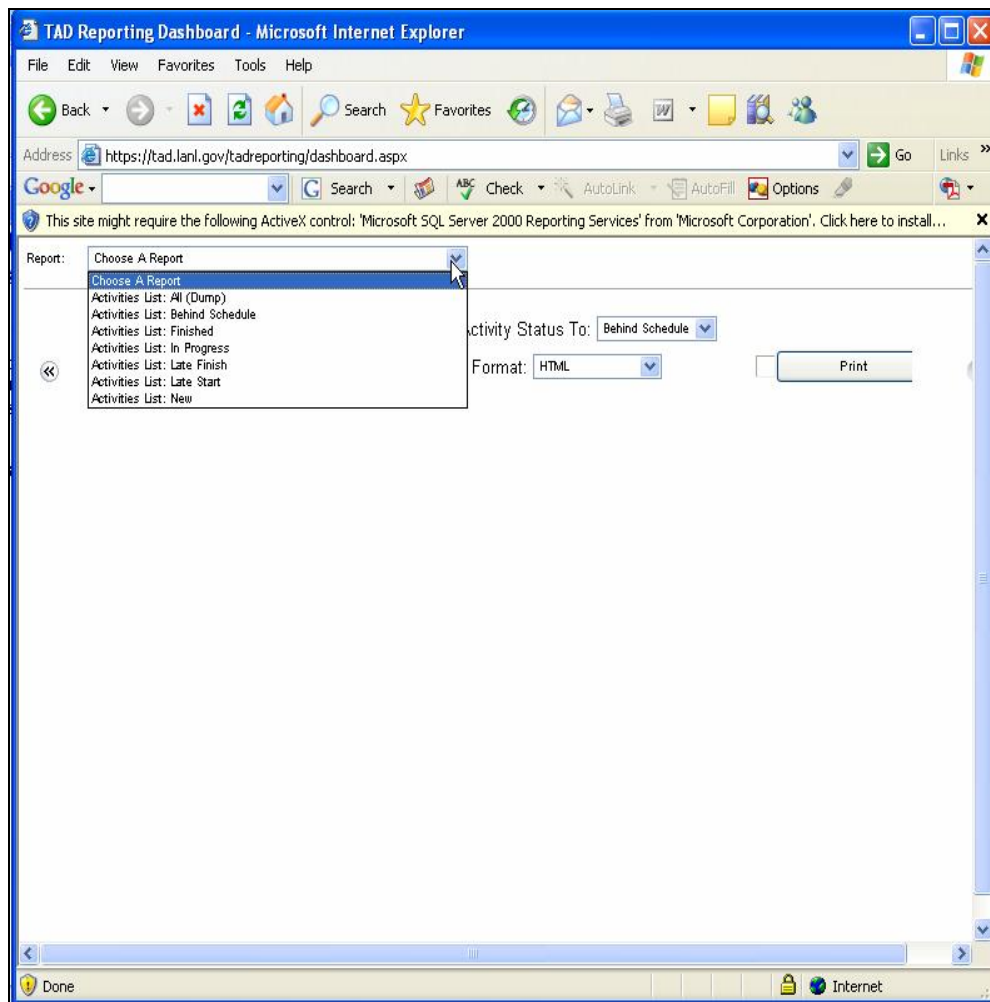 TAD Reporting Dashboard - Microsoft Internet Explorer
File Edit View Favorites Tools Help
Back Search Favorites
Address https://tad.lanl.gov/tadreporting/dashboard.aspx Go Links »
Google Search ABC Check AutoLink AutoFill Options
This site might require the following ActiveX control: 'Microsoft SQL Server 2000 Reporting Services' from 'Microsoft Corporation'. Click here to install...
Report: Choose A Report
Choose A Report
Activities List: All (Dump)
Activities List: Behind Schedule
Activities List: Finished
Activities List: In Progress
Activities List: Late Finish
Activities List: Late Start
Activities List: New
ctivity Status To: Behind Schedule
Format: HTML Print
Done Internet